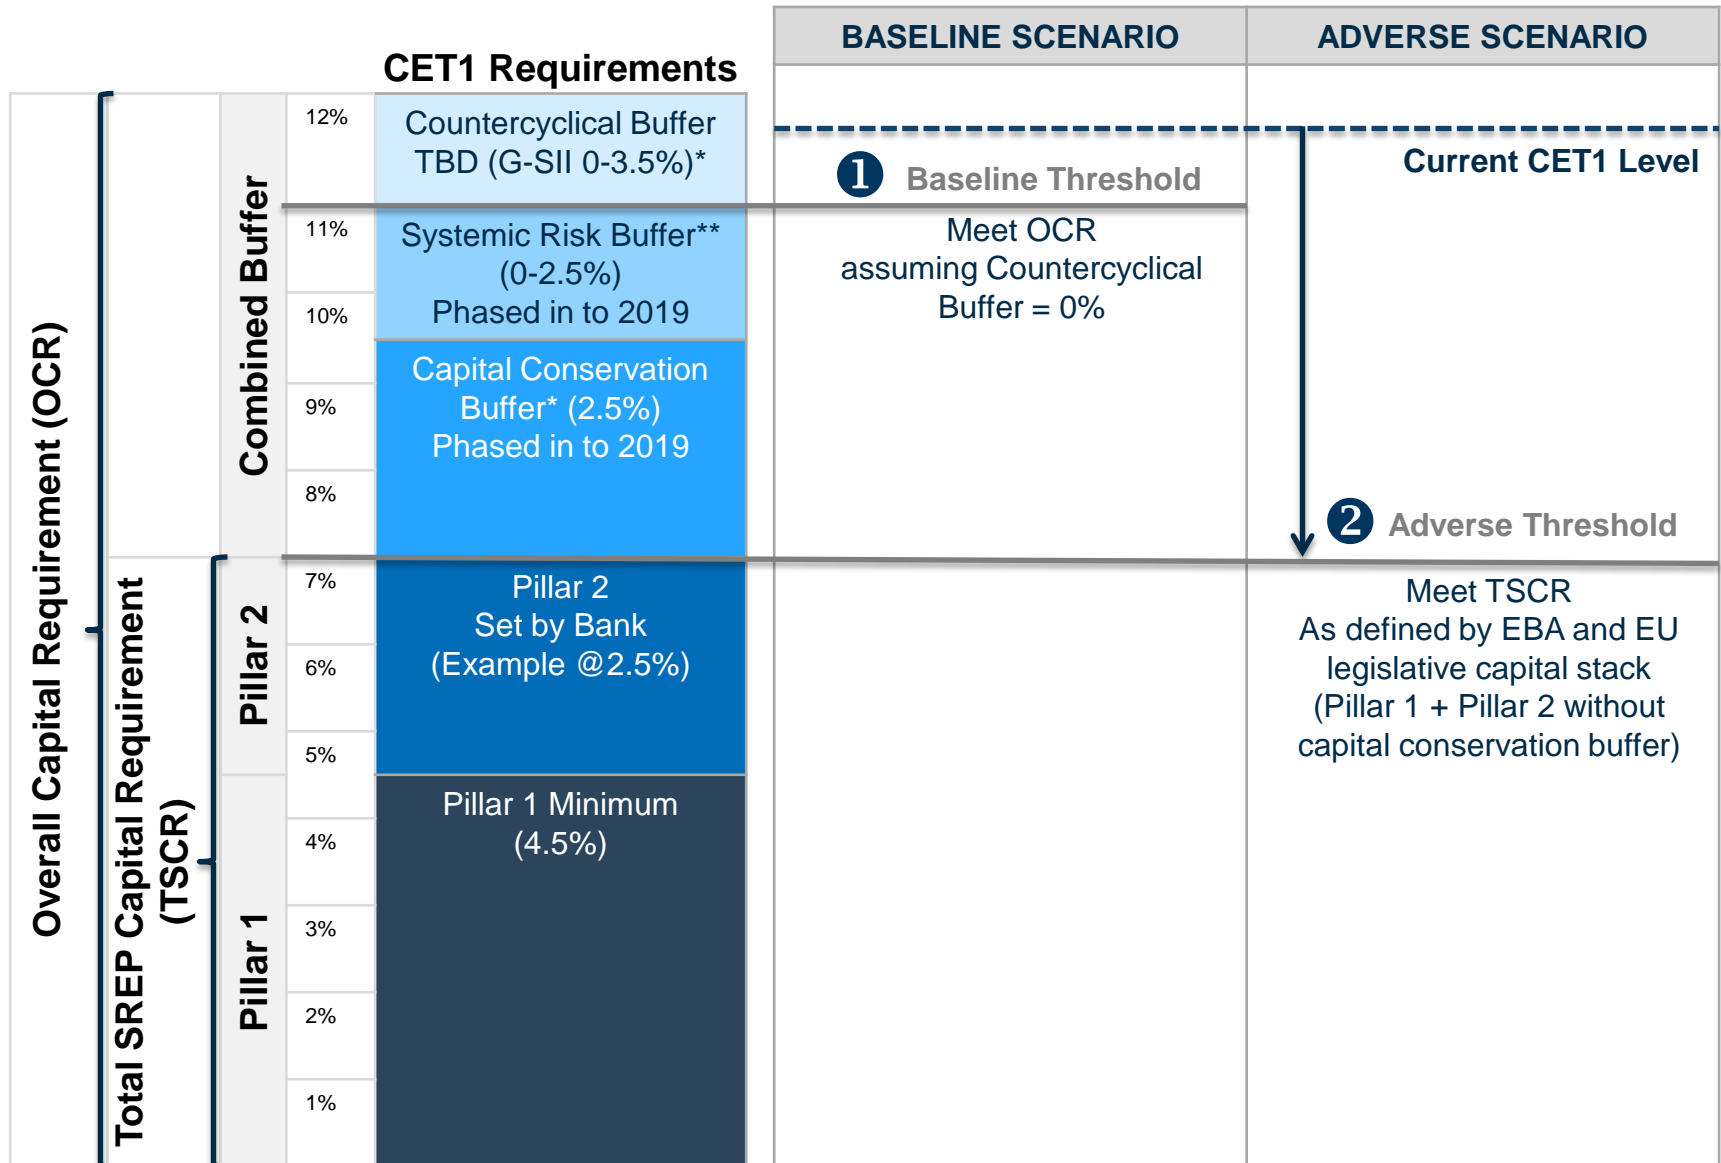 BASELINE SCENARIO
ADVERSE SCENARIO
CET1 Requirements
Overall Capital Requirement (OCR)
Total SREP Capital Requirement
(TSCR)
Combined Buffer
Pillar 2
Pillar 1
12%
11%
10%
9%
8%
7%
6%
5%
4%
3%
2%
1%
Countercyclical Buffer
TBD (G-SII 0-3.5%)*
Systemic Risk Buffer**
(0-2.5%)
Phased in to 2019
Capital Conservation
Buffer* (2.5%)
Phased in to 2019
Pillar 2
Set by Bank
(Example @2.5%)
Pillar 1 Minimum
(4.5%)
1 Baseline Threshold
Meet OCR
assuming Countercyclical
Buffer = 0%
Current CET1 Level
2 Adverse Threshold
Meet TSCR
As defined by EBA and EU
legislative capital stack
(Pillar 1 + Pillar 2 without
capital conservation buffer)